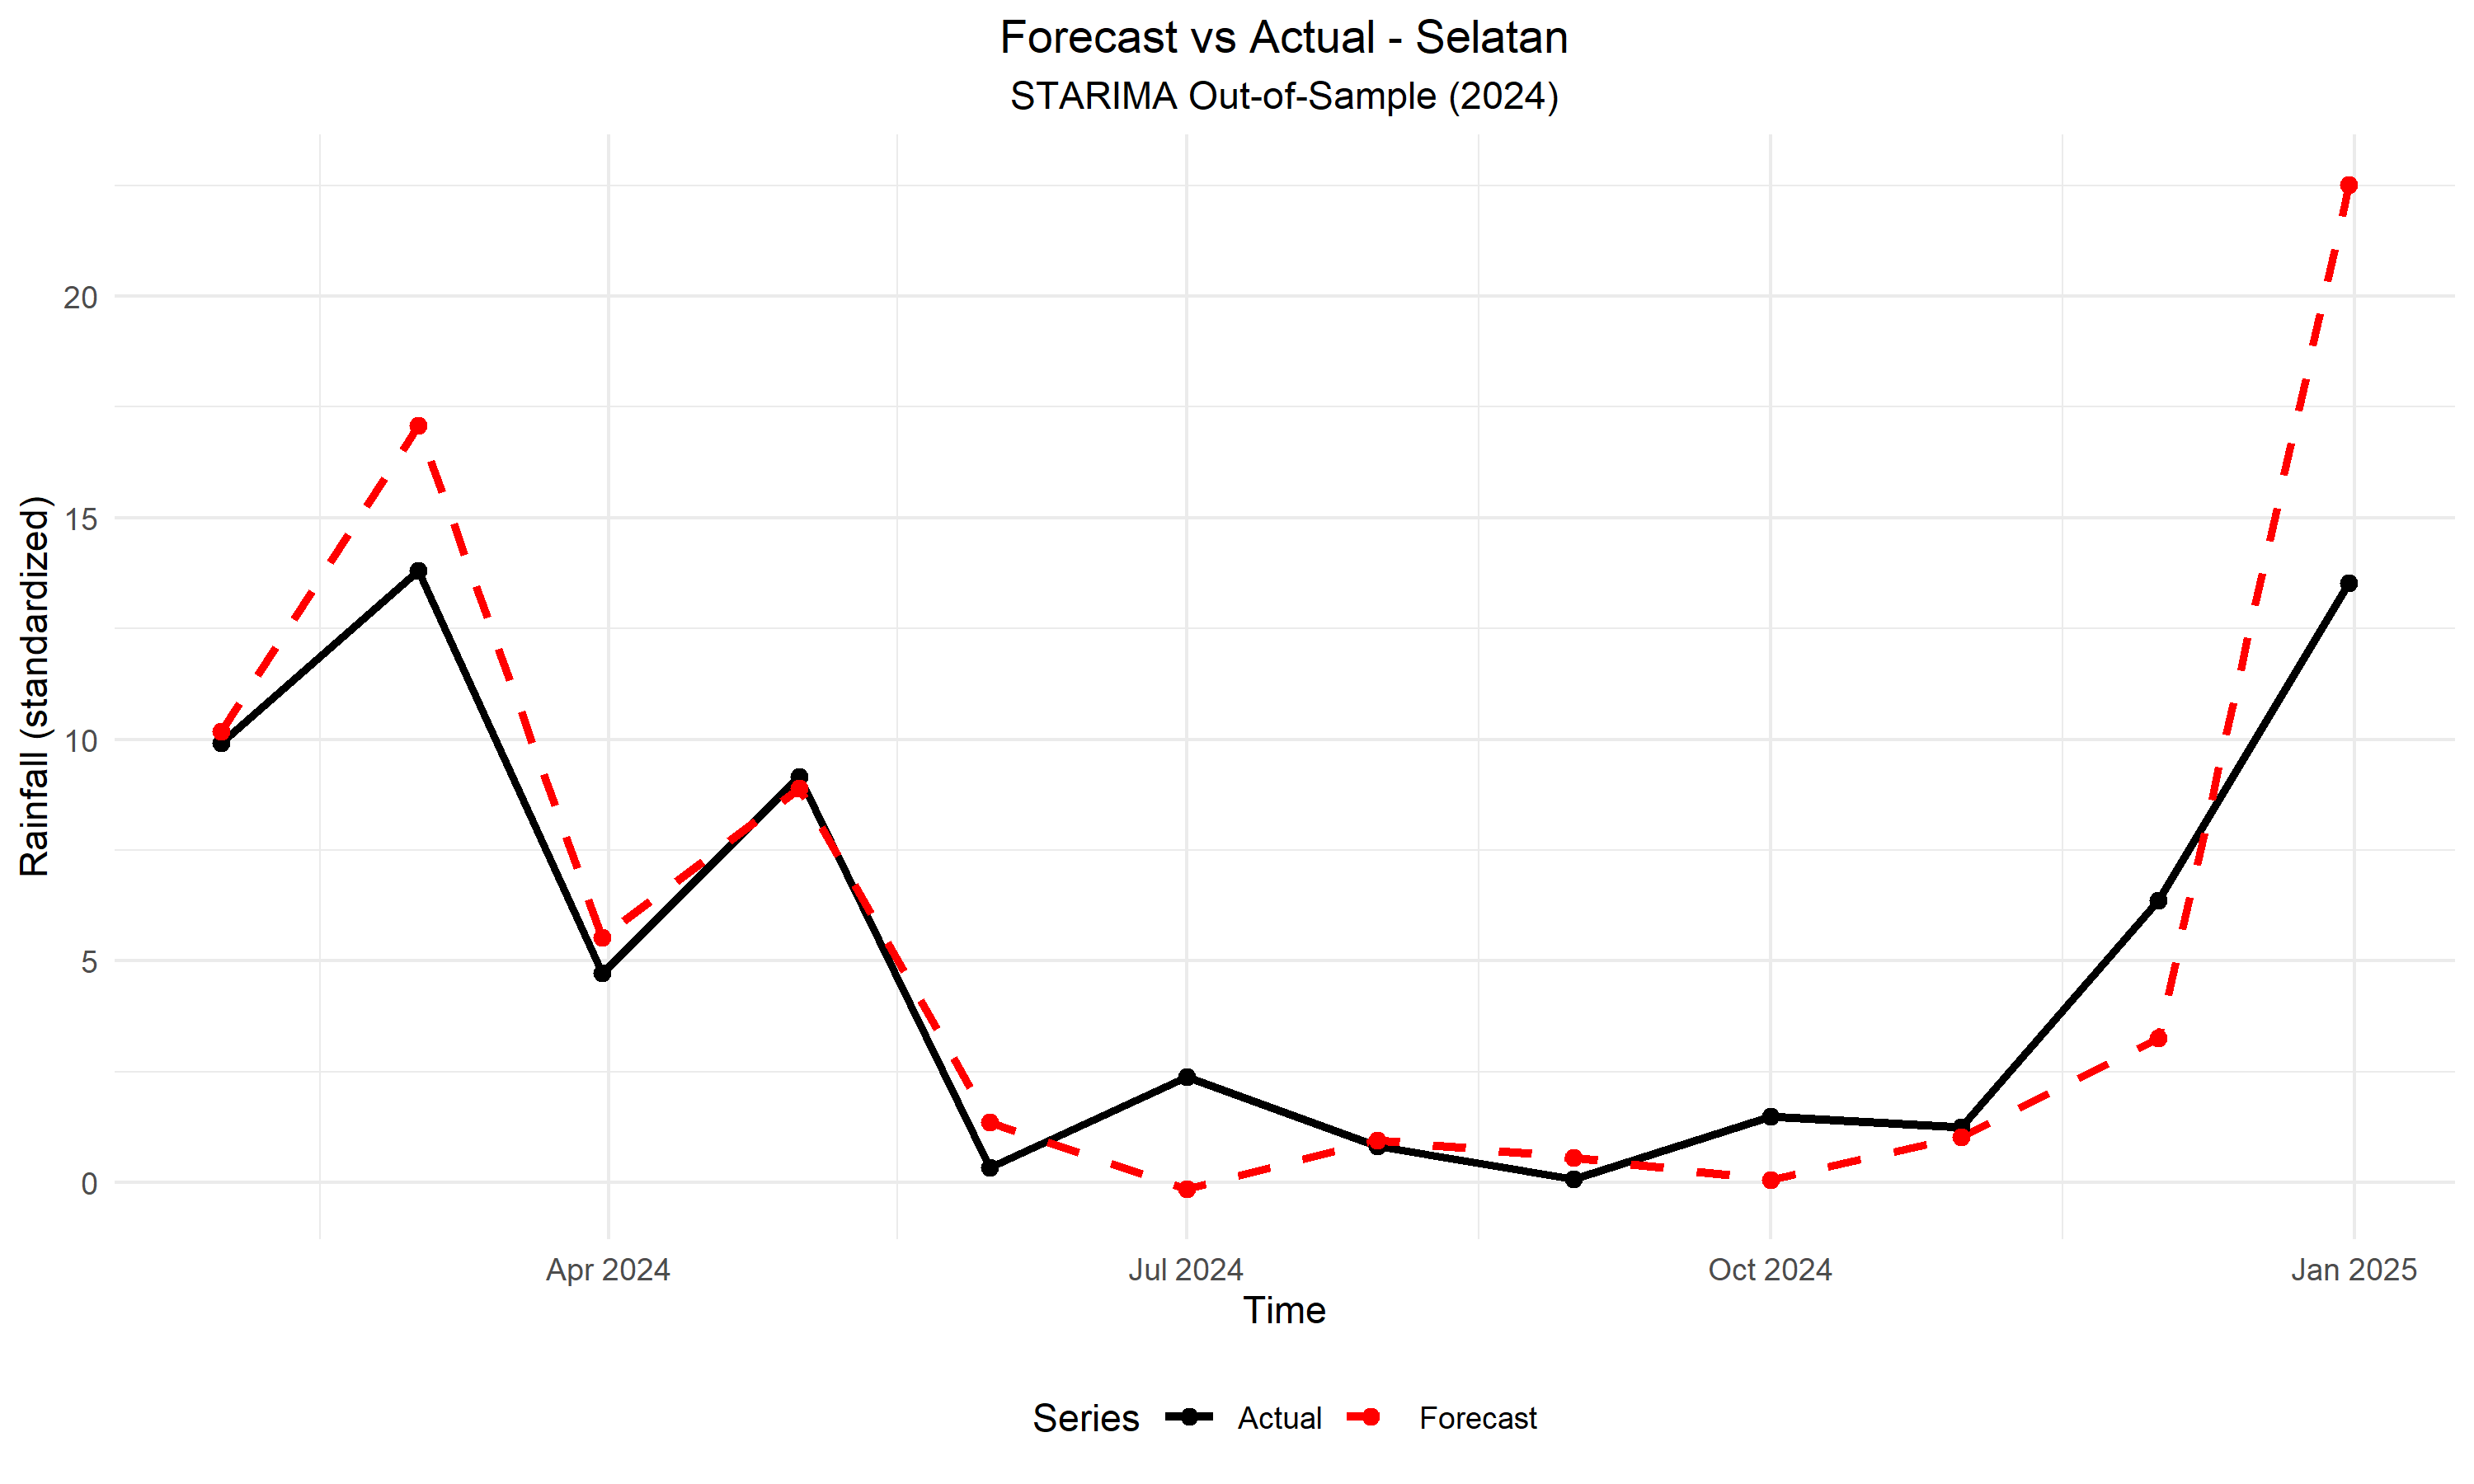 Forecast vs Actual - Selatan
STARIMA Out-of-Sample (2024)
Rainfall (standardized)
20
15
10
5
0
Apr 2024 Jul 2024 Oct 2024 Jan 2025
Time
Series Actual Forecast